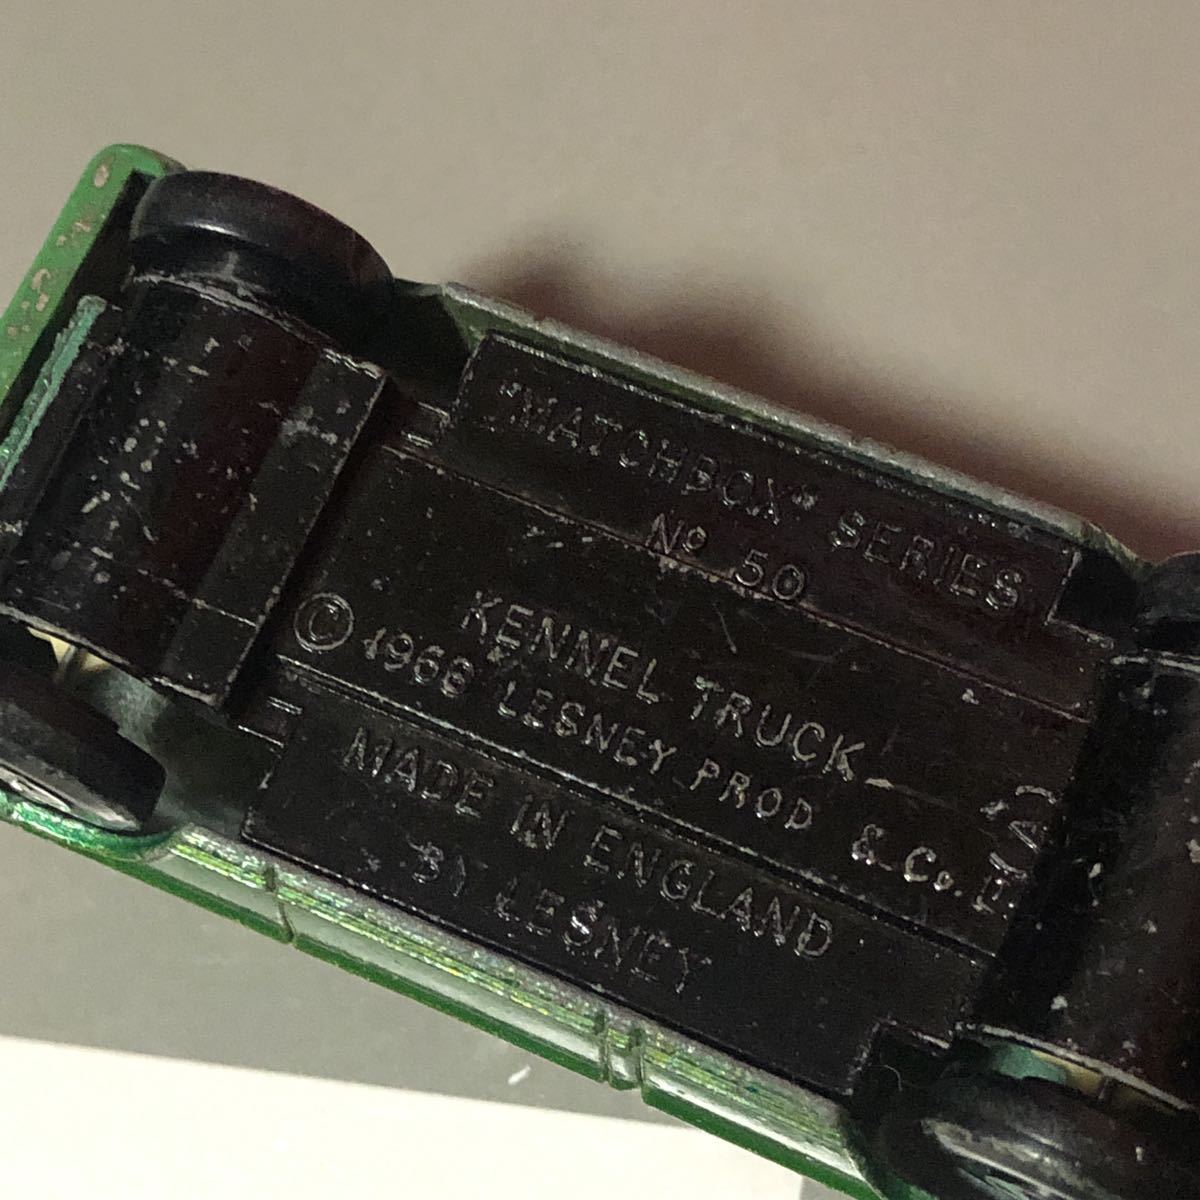 "MATCHBOX" SERIES
Nº 50
KENNEL TRUCK
© 1968 LESNEY PROD & Co.
MADE IN ENGLAND
BY LESNEY